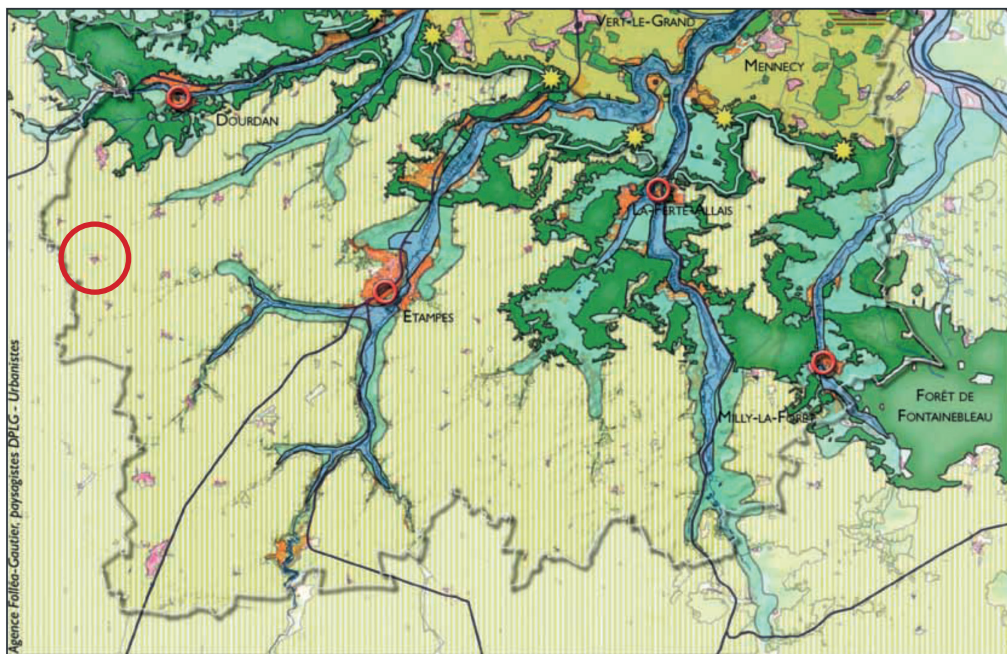 VERT-LE-GRAND
MENNECY
DOURDAN
LA-FERTÉ-ALLAIS
ETAMPES
MILLY-LA-FORÊT
FORÊT DE
FONTAINEBLEAU
Agence Folléa-Gautier, paysagistes DPLG - Urbanistes